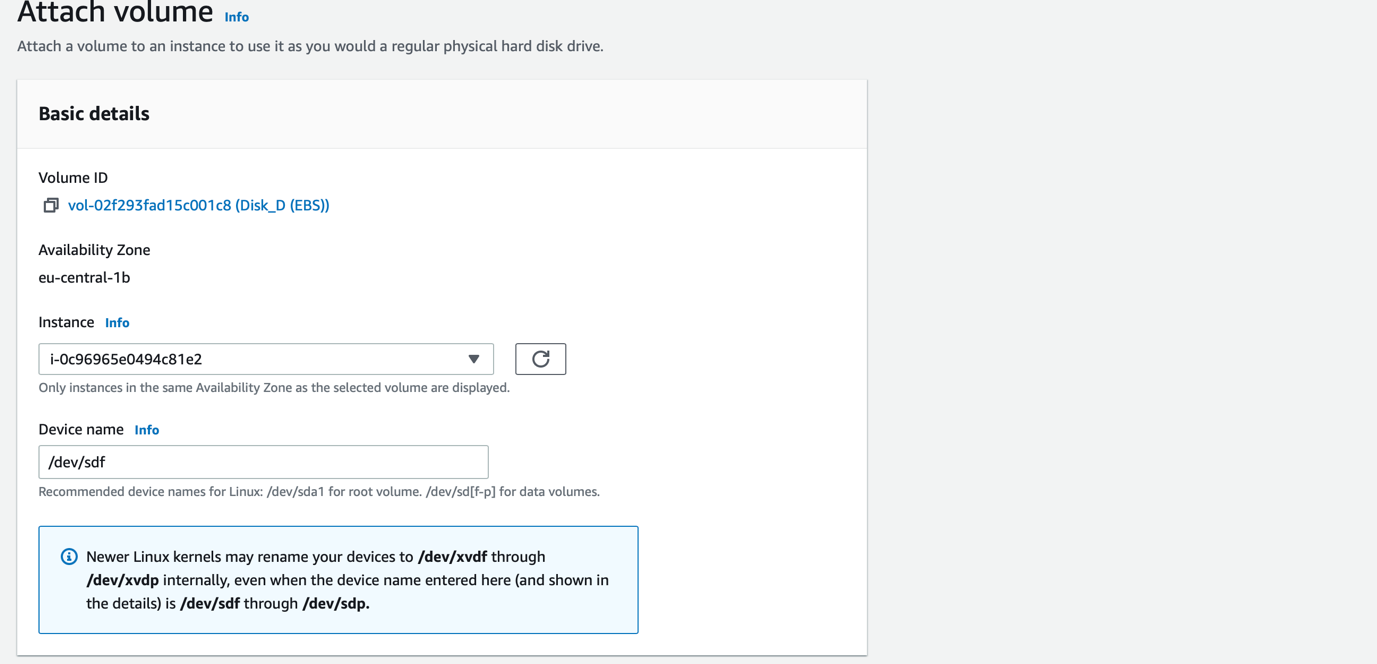 Attach volume Info
Attach a volume to an instance to use it as you would a regular physical hard disk drive.
Basic details
Volume ID
vol-02f293fad15c001c8 (Disk_D (EBS))
Availability Zone
eu-central-1b
Instance Info
i-0c96965e0494c81e2
Only instances in the same Availability Zone as the selected volume are displayed.
Device name Info
/dev/sdf
Recommended device names for Linux: /dev/sda1 for root volume. /dev/sd[f-p] for data volumes.
Newer Linux kernels may rename your devices to /dev/xvdf through
/dev/xvdp internally, even when the device name entered here (and shown in
the details) is /dev/sdf through /dev/sdp.